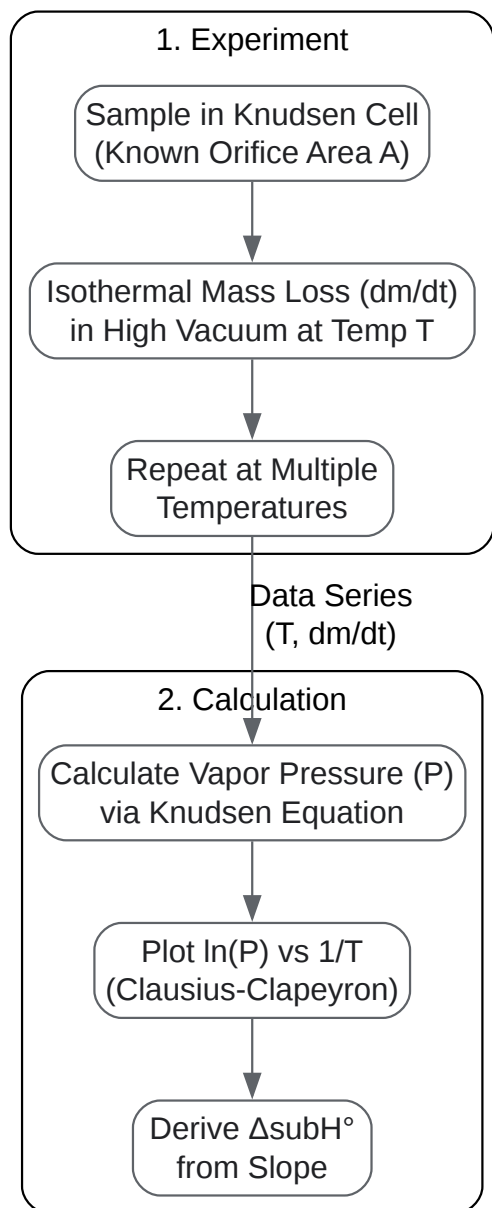 1. Experiment
Sample in Knudsen Cell
(Known Orifice Area A)
Isothermal Mass Loss (dm/dt)
in High Vacuum at Temp T
Repeat at Multiple
Temperatures
Data Series
(T, dm/dt)
2. Calculation
Calculate Vapor Pressure (P)
via Knudsen Equation
Plot ln(P) vs 1/T
(Clausius-Clapeyron)
Derive ΔsubH°
from Slope